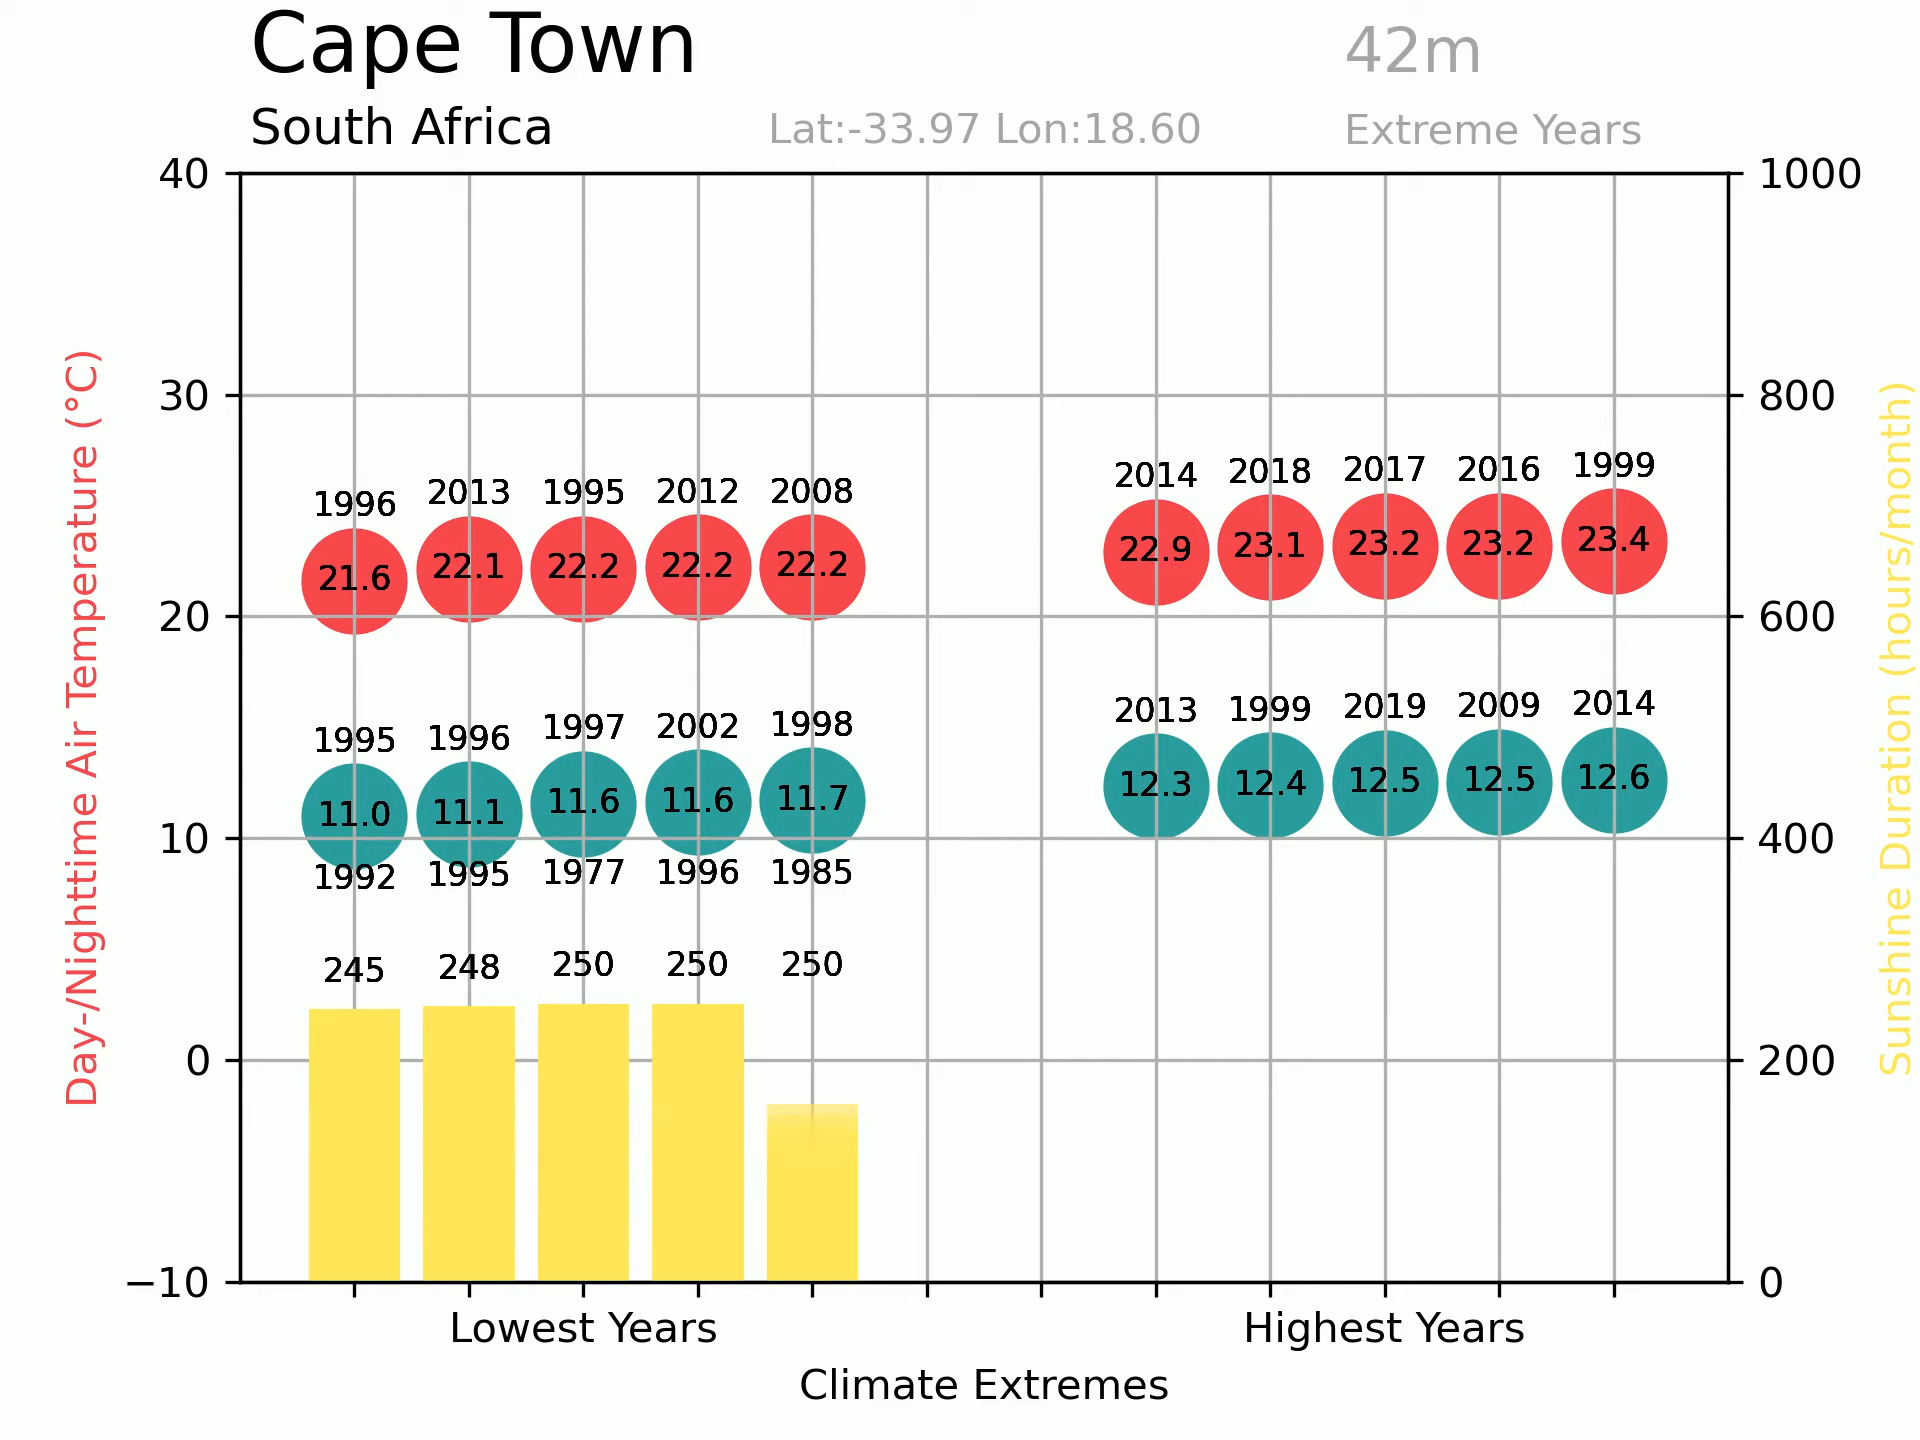 Cape Town
42m
South Africa
Lat:-33.97 Lon:18.60
Extreme Years
40
1000
30
800
20
600
10
400
0
200
−10
0
Day-/Nighttime Air Temperature (°C)
Sunshine Duration (hours/month)
1996 2013 1995 2012 2008
21.6 22.1 22.2 22.2 22.2
2014 2018 2017 2016 1999
22.9 23.1 23.2 23.2 23.4
1995 1996 1997 2002 1998
11.0 11.1 11.6 11.6 11.7
2013 1999 2019 2009 2014
12.3 12.4 12.5 12.5 12.6
1992 1995 1977 1996 1985
245 248 250 250 250
Lowest Years
Highest Years
Climate Extremes